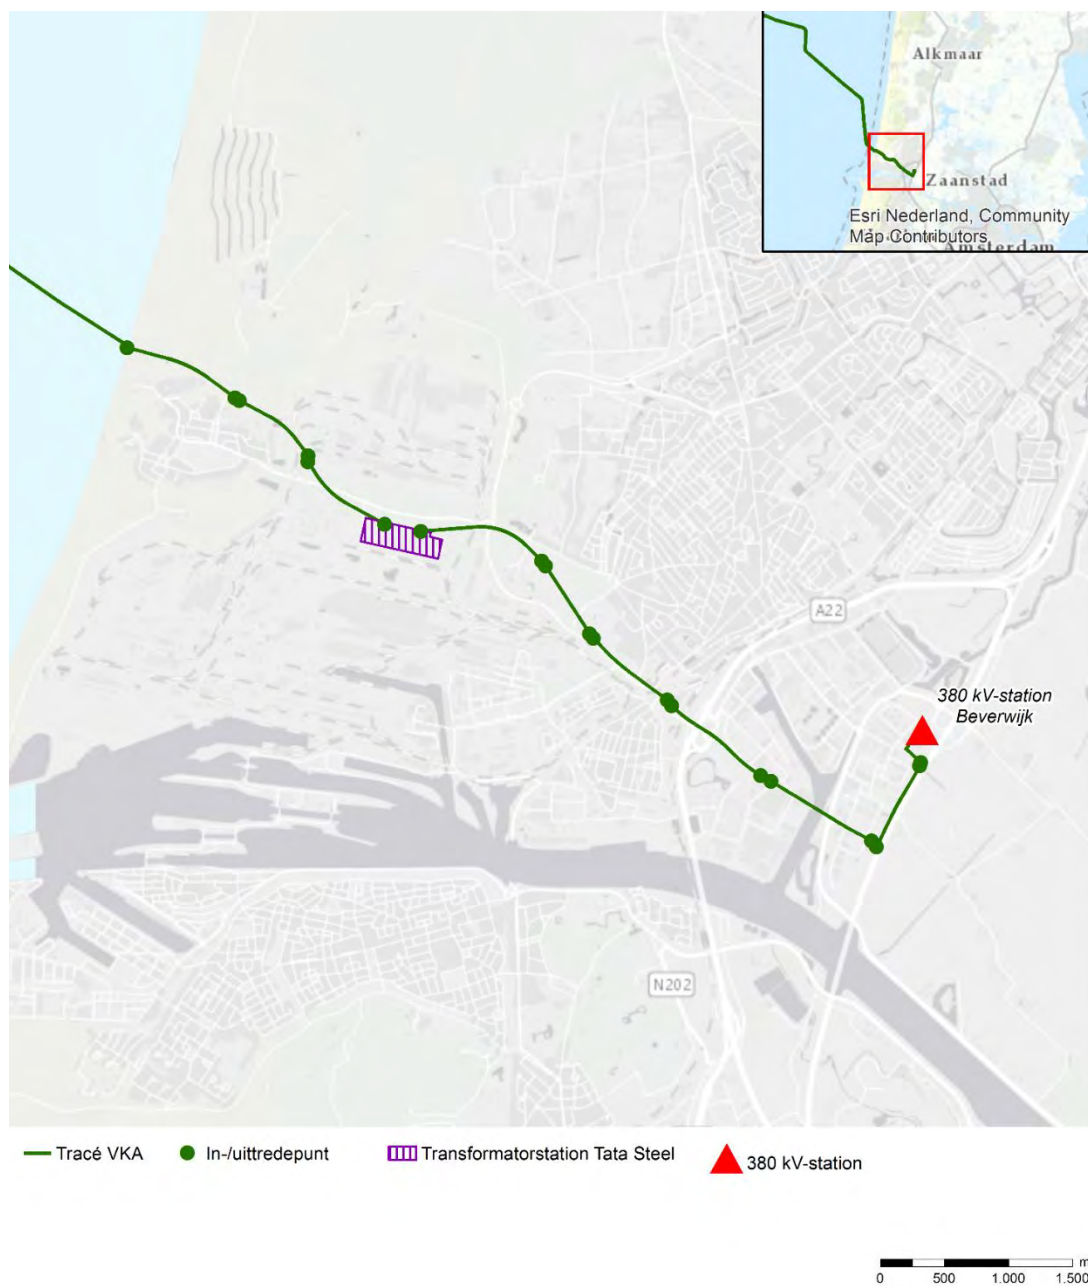 Alkmaar
Zaanstad
Esri Nederland, Community
Map Contributors
Amsterdam
A22
380 kV-station
Beverwijk
N202
Tracé VKA
In-/uittredepunt
Transformatorstation Tata Steel
380 kV-station
m
0 500 1.000 1.500